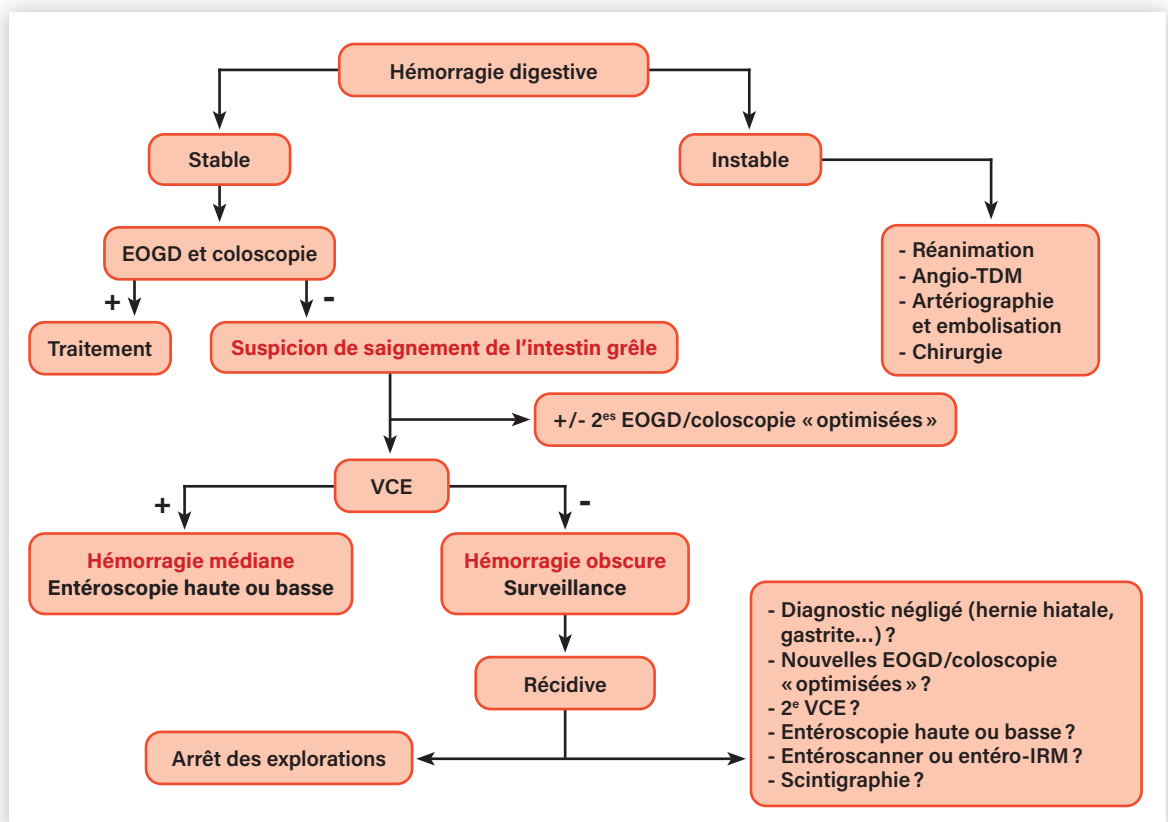 Hémorragie digestive
Stable
Instable
EOGD et coloscopie
- Réanimation
- Angio-TDM
- Artériographie
et embolisation
- Chirurgie
+
-
Traitement
Suspicion de saignement de l’intestin grêle
+/- 2es EOGD/coloscopie « optimisées »
VCE
+
-
Hémorragie médiane
Entéroscopie haute ou basse
Hémorragie obscure
Surveillance
Récidive
Arrêt des explorations
- Diagnostic négligé (hernie hiatale,
gastrite...) ?
- Nouvelles EOGD/coloscopie
« optimisées » ?
- 2e VCE ?
- Entéroscopie haute ou basse ?
- Entéroscanner ou entéro-IRM ?
- Scintigraphie ?